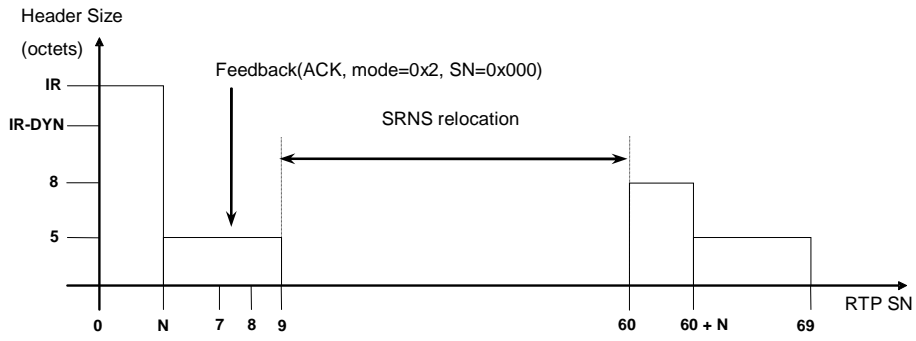 Header Size
(octets)
Feedback(ACK, mode=0x2, SN=0x000)
IR
SRNS relocation
IR-DYN
8
5
RTP SN
0 N 7 8 9 60 60 + N 69